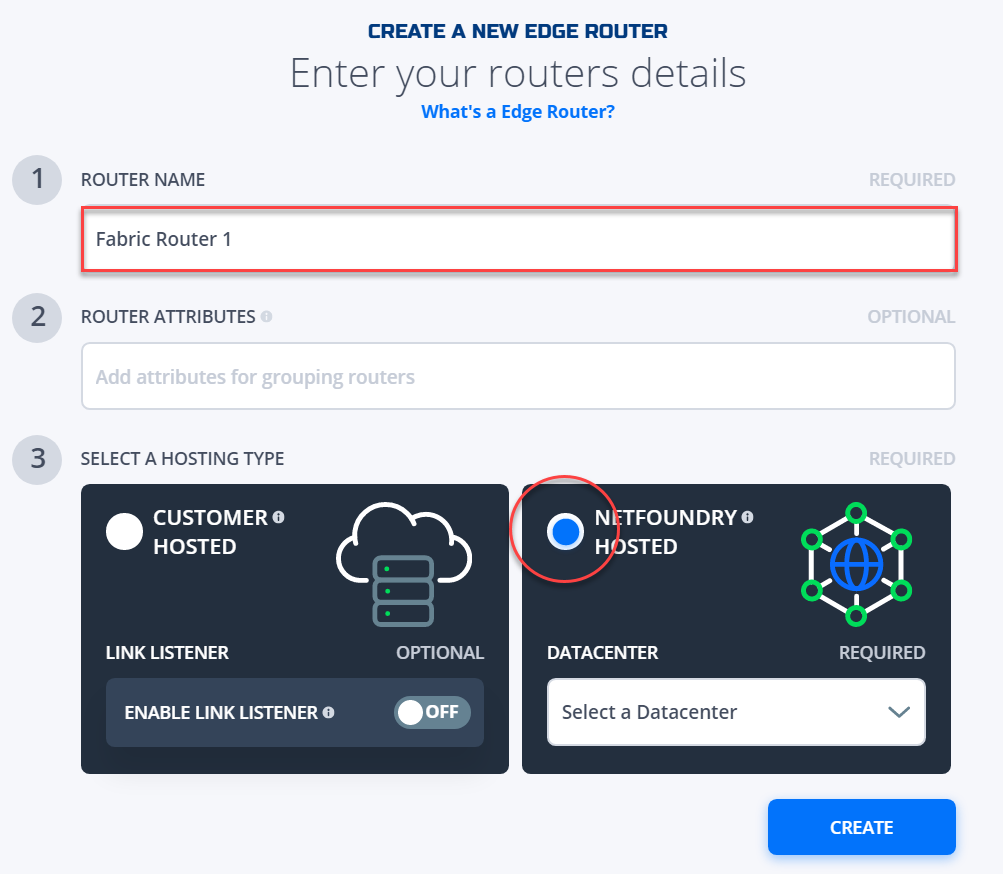 CREATE A NEW EDGE ROUTER
Enter your routers details
What's a Edge Router?
1
ROUTER NAME
REQUIRED
Fabric Router 1
2
ROUTER ATTRIBUTES
OPTIONAL
Add attributes for grouping routers
3
SELECT A HOSTING TYPE
REQUIRED
CUSTOMER
HOSTED
LINK LISTENER
OPTIONAL
ENABLE LINK LISTENER
OFF
NETFOUNDRY
HOSTED
DATACENTER
REQUIRED
Select a Datacenter
CREATE